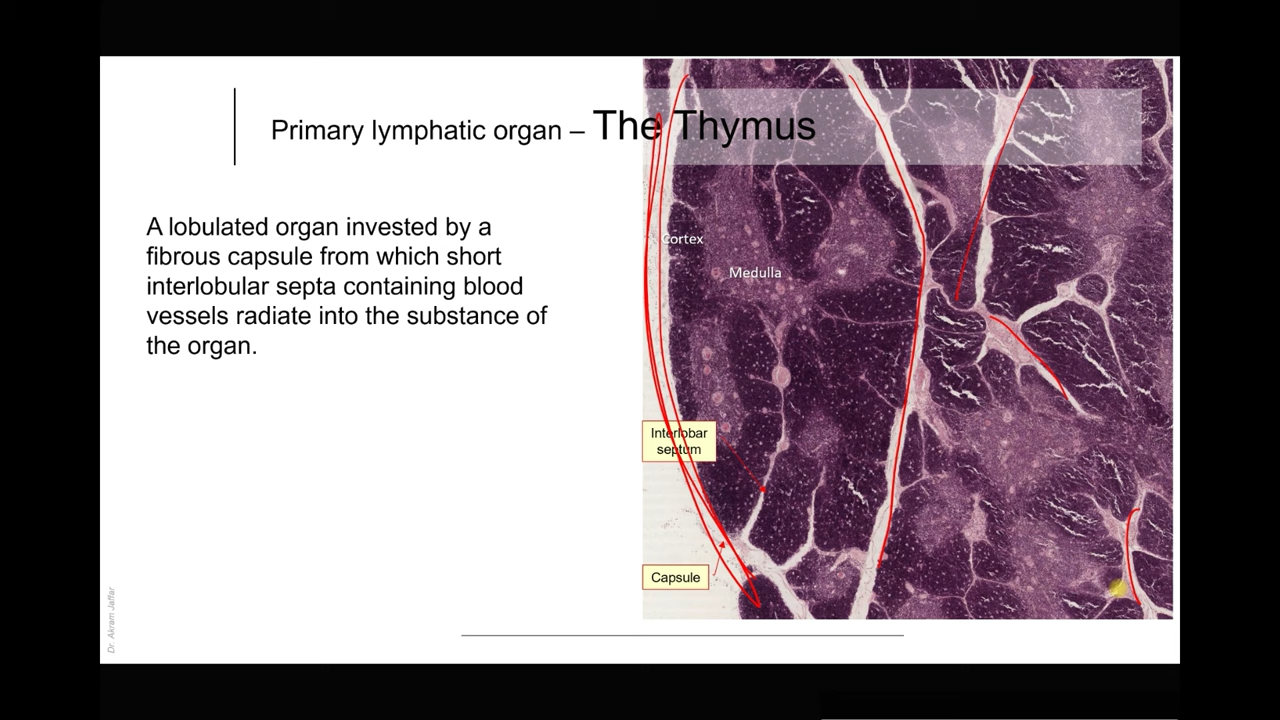 Primary lymphatic organ – The Thymus
A lobulated organ invested by a
fibrous capsule from which short
interlobular septa containing blood
vessels radiate into the substance of
the organ.
Cortex
Medulla
Interlobar
septum
Capsule
Dr. Akram Jaffar